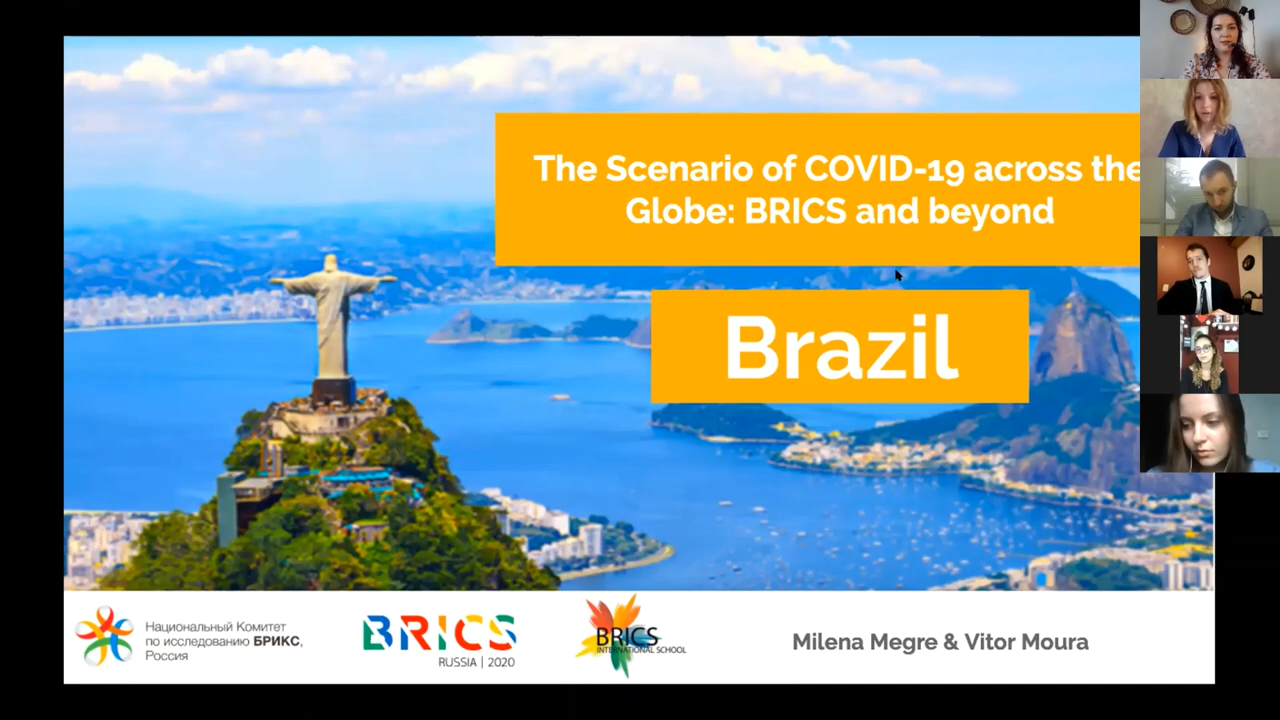 The Scenario of COVID-19 across the
Globe: BRICS and beyond
Brazil
Национальный Комитет
по исследованию БРИКС,
Россия
BRICS
RUSSIA | 2020
BRICS
INTERNATIONAL SCHOOL
Milena Megre & Vitor Moura